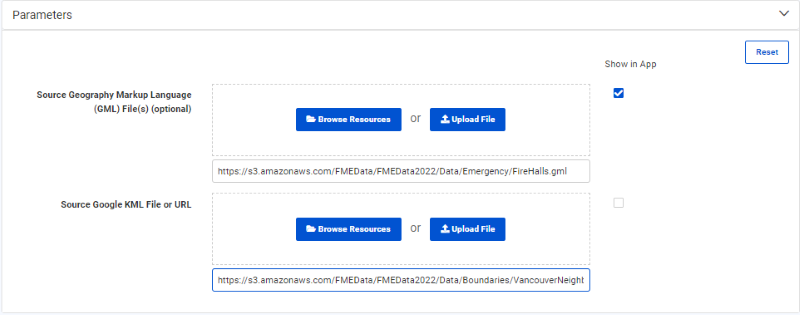 Parameters
Reset
Show in App
Source Geography Markup Language
(GML) File(s) (optional)
Browse Resources or Upload File
https://s3.amazonaws.com/FMEData/FMEData2022/Data/Emergency/FireHalls.gml
Source Google KML File or URL
Browse Resources or Upload File
https://s3.amazonaws.com/FMEData/FMEData2022/Data/Boundaries/VancouverNeight